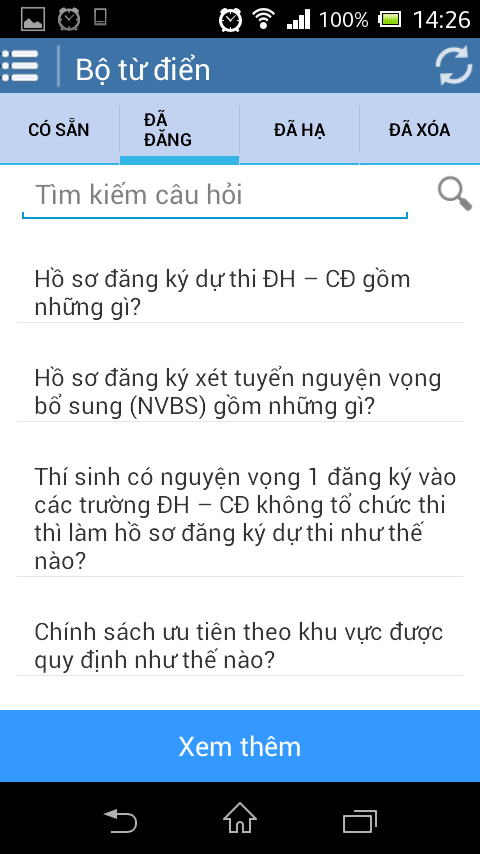 100% 14:26
Bộ từ điển
CÓ SẴN
ĐÃ
ĐĂNG
ĐÃ HẠ
ĐÃ XÓA
Tìm kiếm câu hỏi
Hồ sơ đăng ký dự thi ĐH – CĐ gồm
những gì?
Hồ sơ đăng ký xét tuyển nguyện vọng
bổ sung (NVBS) gồm những gì?
Thí sinh có nguyện vọng 1 đăng ký vào
các trường ĐH – CĐ không tổ chức thi
thì làm hồ sơ đăng ký dự thi như thế
nào?
Chính sách ưu tiên theo khu vực được
quy định như thế nào?
Xem thêm